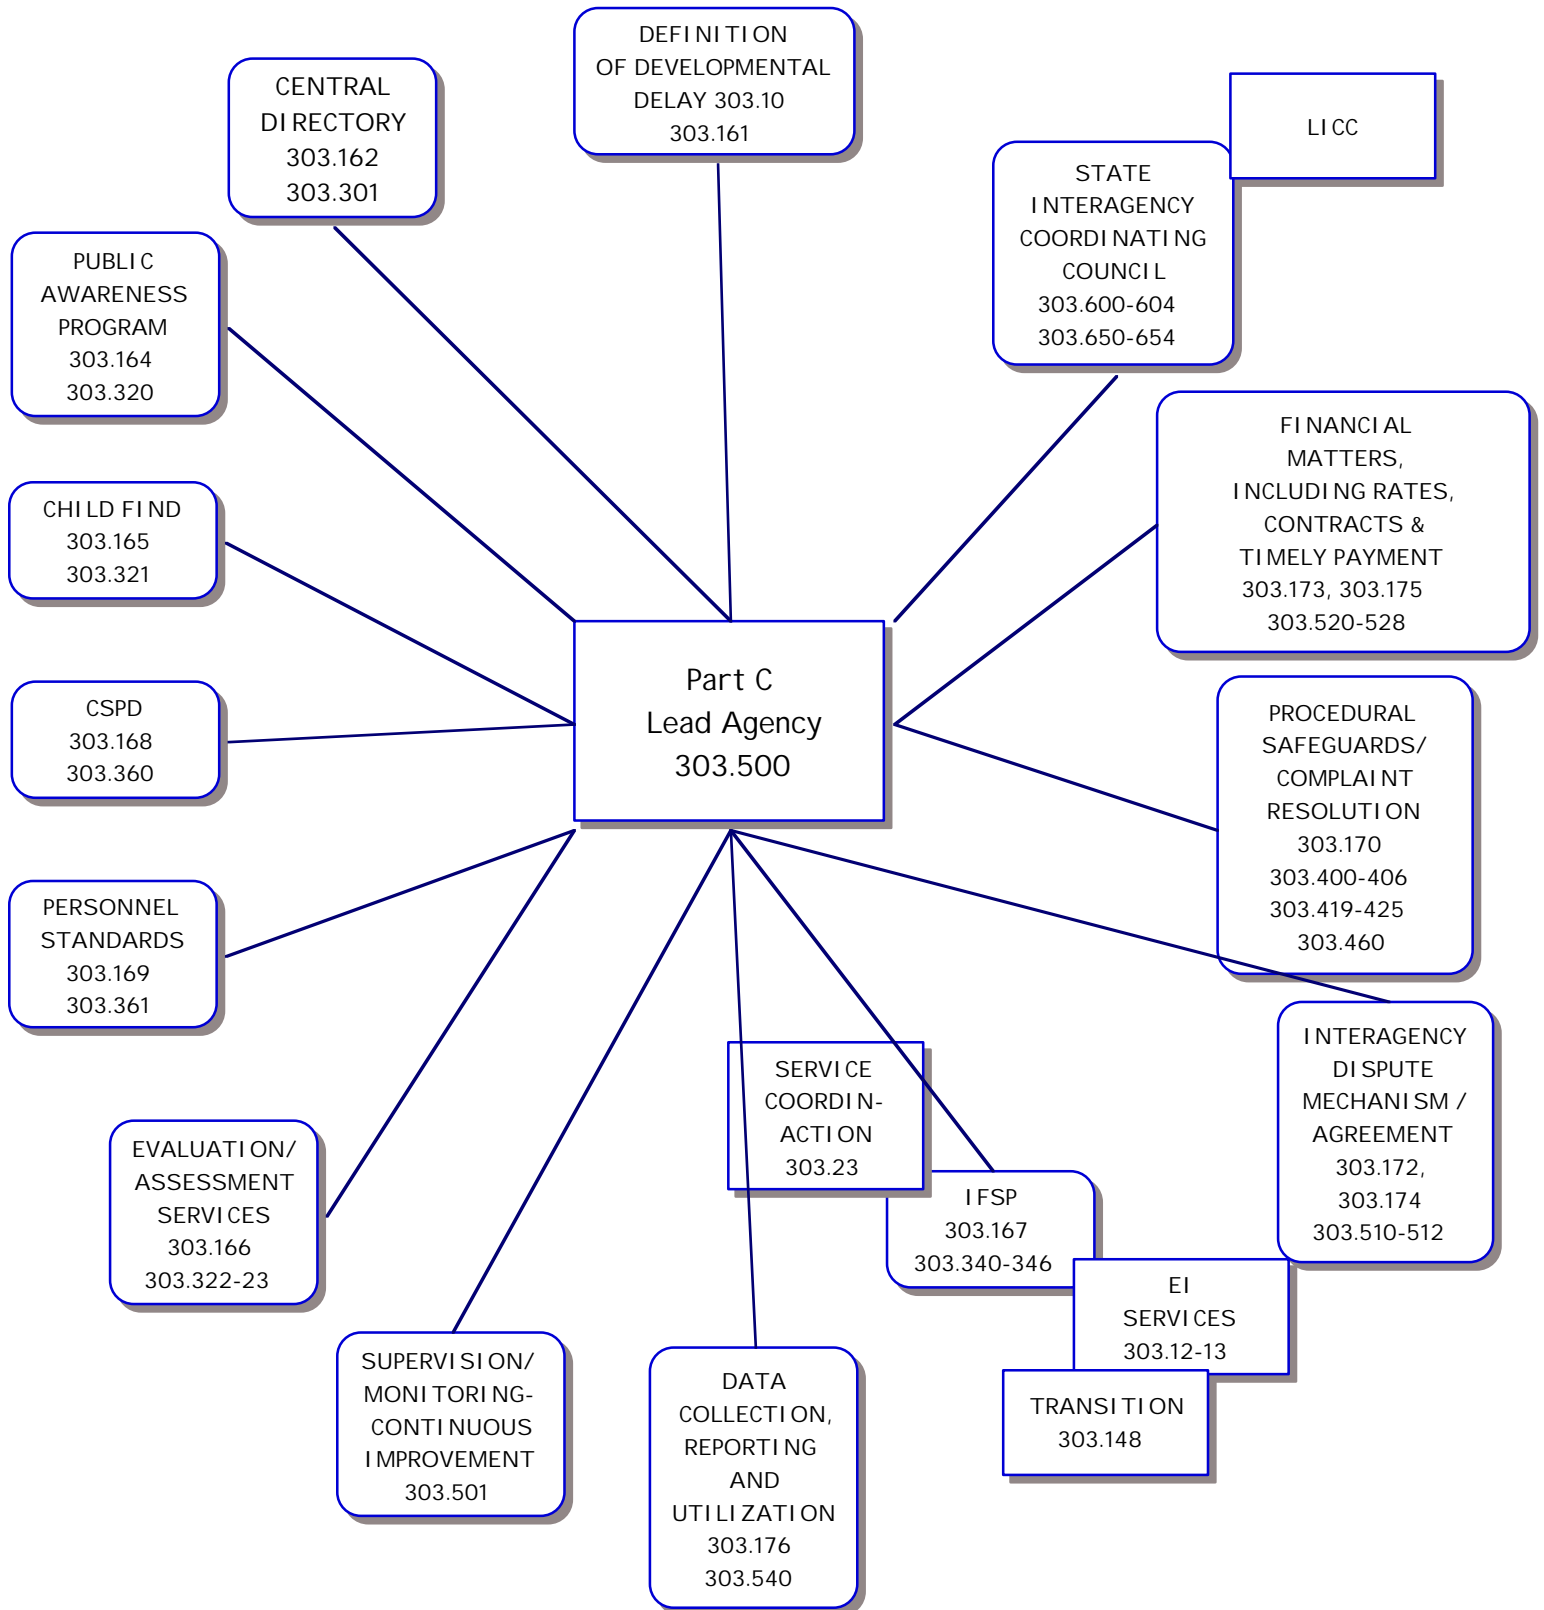 DEFINITION
OF DEVELOPMENTAL
DELAY 303.10
303.161
CENTRAL
DIRECTORY
303.162
303.301
LICC
STATE
INTERAGENCY
COORDINATING
COUNCIL
303.600-604
303.650-654
PUBLIC
AWARENESS
PROGRAM
303.164
303.320
FINANCIAL
MATTERS,
INCLUDING RATES,
CONTRACTS &
TIMELY PAYMENT
303.173, 303.175
303.520-528
CHILD FIND
303.165
303.321
Part C
Lead Agency
303.500
CSPD
303.168
303.360
PROCEDURAL
SAFEGUARDS/
COMPLAINT
RESOLUTION
303.170
303.400-406
303.419-425
303.460
PERSONNEL
STANDARDS
303.169
303.361
INTERAGENCY
DISPUTE
MECHANISM /
AGREEMENT
303.172,
303.174
303.510-512
SERVICE
COORDIN-
ACTION
303.23
EVALUATION/
ASSESSMENT
SERVICES
303.166
303.322-23
IFSP
303.167
303.340-346
EI
SERVICES
303.12-13
TRANSITION
303.148
SUPERVISION/
MONITORING-
CONTINUOUS
IMPROVEMENT
303.501
DATA
COLLECTION,
REPORTING
AND
UTILIZATION
303.176
303.540